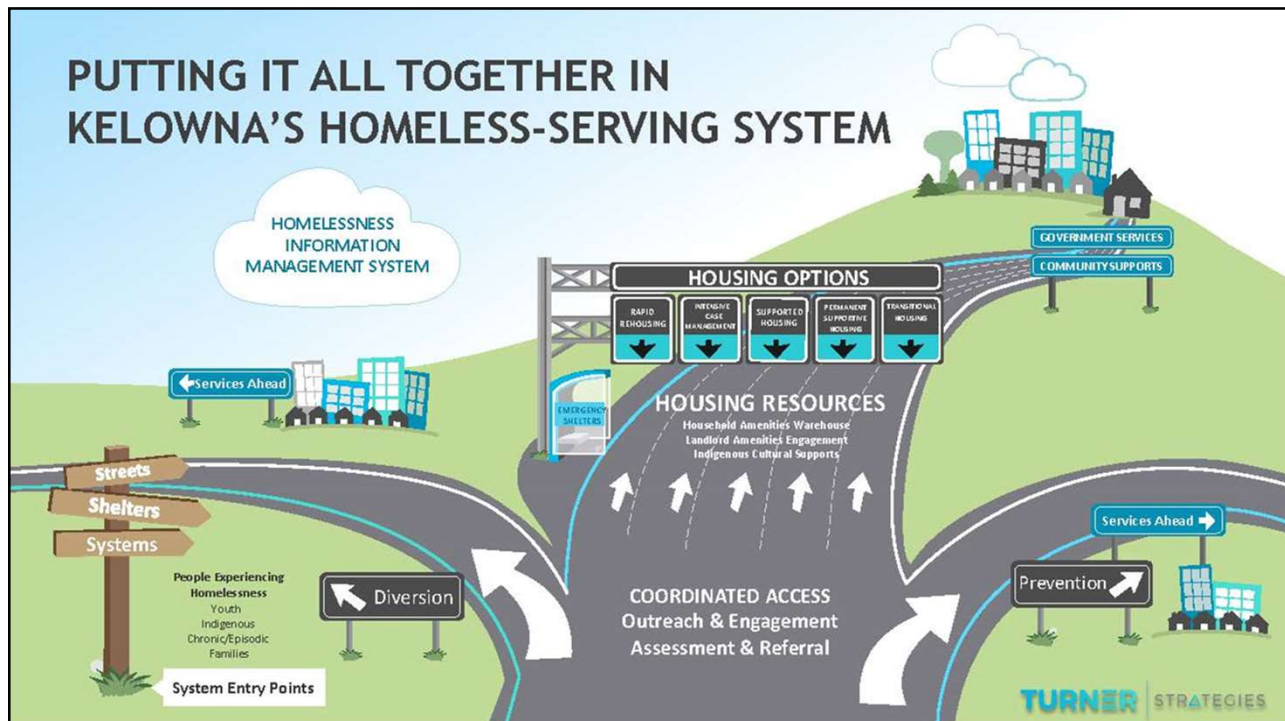 PUTTING IT ALL TOGETHER IN
KELOWNA'S HOMELESS-SERVING SYSTEM
HOMELESSNESS
INFORMATION
MANAGEMENT SYSTEM
GOVERNMENT SERVICES
COMMUNITY SUPPORTS
HOUSING OPTIONS
RAPID
REHOUSING
INTENSIVE
CASE
MANAGEMENT
SUPPORTED
HOUSING
PERMANENT
SUPPORTIVE
HOUSING
TRANSITIONAL
HOUSING
Services Ahead
EMERGENCY
SHELTERS
HOUSING RESOURCES
Household Amenities Warehouse
Landlord Amenities Engagement
Indigenous Cultural Supports
Streets
Shelters
Systems
People Experiencing
Homelessness
Youth
Indigenous
Chronic/Episodic
Families
System Entry Points
Diversion
COORDINATED ACCESS
Outreach & Engagement
Assessment & Referral
Services Ahead
Prevention
TURNER STRATEGIES